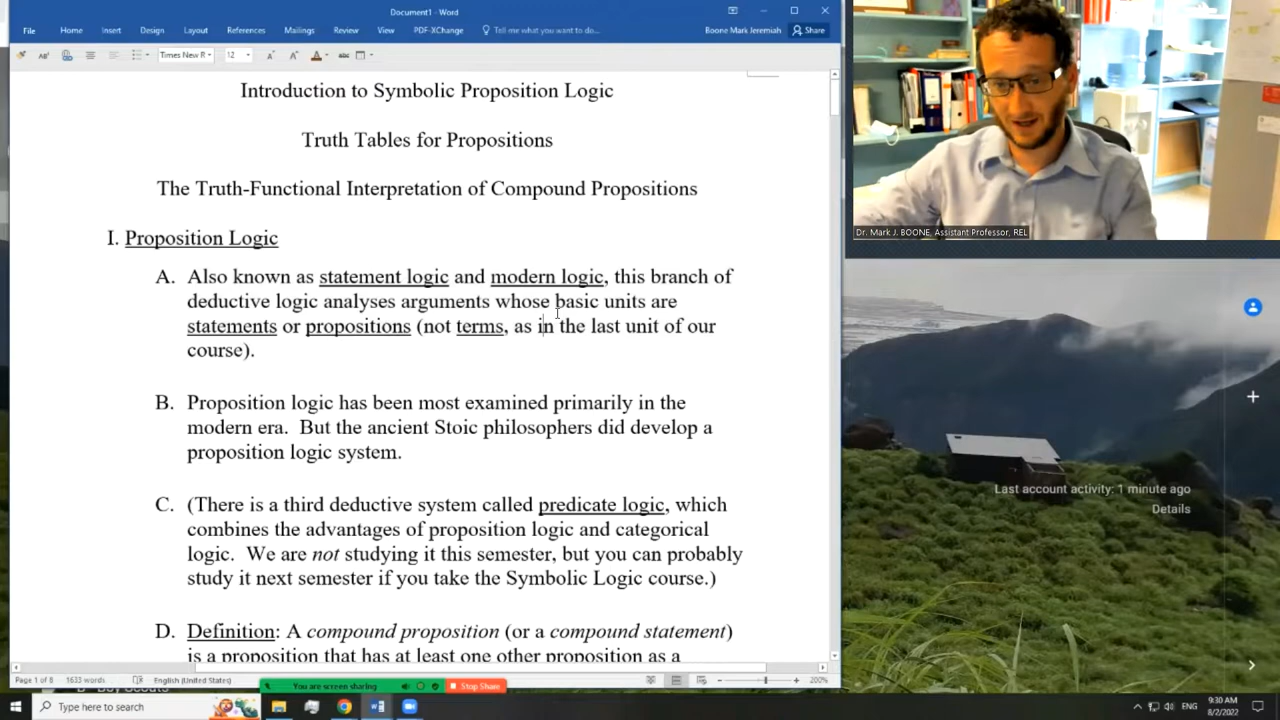 Document1 - Word
File Home Insert Design Layout References Mailings Review View PDF-XChange Tell me what you want to do... Boone Mark Jeremiah Share
Times New R 12
Introduction to Symbolic Proposition Logic
Truth Tables for Propositions
The Truth-Functional Interpretation of Compound Propositions
I. Proposition Logic
A. Also known as statement logic and modern logic, this branch of
deductive logic analyses arguments whose basic units are
statements or propositions (not terms, as in the last unit of our
course).
B. Proposition logic has been most examined primarily in the
modern era. But the ancient Stoic philosophers did develop a
proposition logic system.
C. (There is a third deductive system called predicate logic, which
combines the advantages of proposition logic and categorical
logic. We are not studying it this semester, but you can probably
study it next semester if you take the Symbolic Logic course.)
D. Definition: A compound proposition (or a compound statement)
is a proposition that has at least one other proposition as a
Page 1 of 8 1633 words English (United States) 200%
You are screen sharing Stop Share
Dr. Mark J. BOONE, Assistant Professor, REL
Last account activity: 1 minute ago
Details
Type here to search
ENG
9:30 AM
8/2/2022